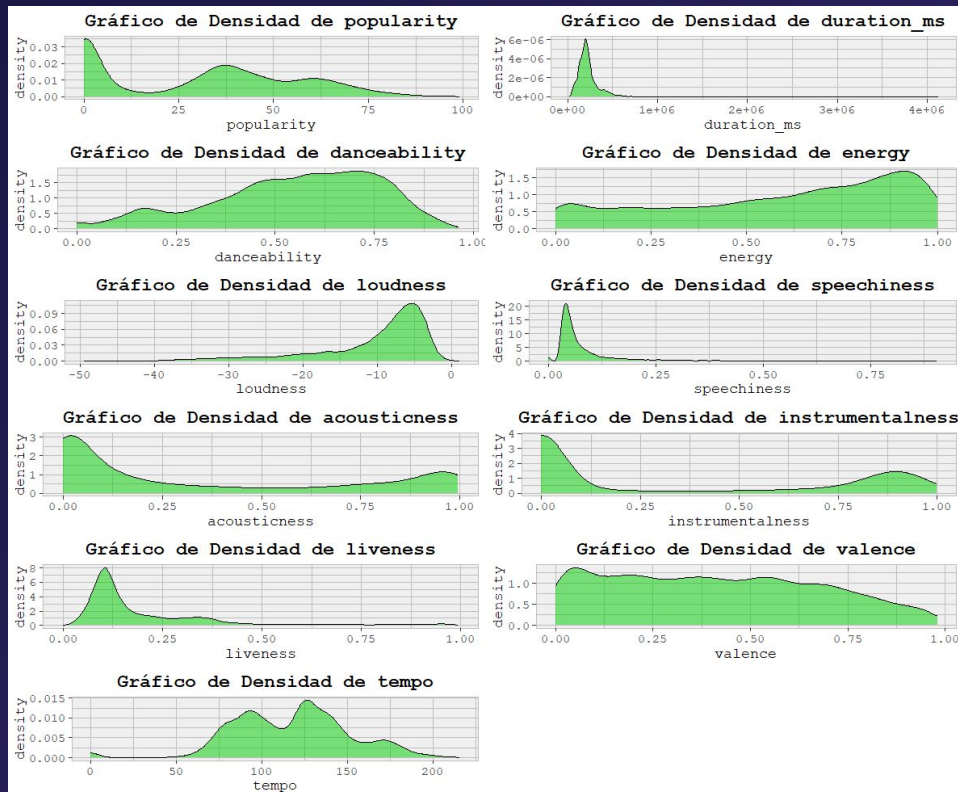 Gráfico de Densidad de popularity
density
0.03
0.02
0.01
0.00
0 25 50 75 100
popularity
Gráfico de Densidad de duration_ms
density
6e-06
4e-06
2e-06
0e+00
0e+00 1e+06 2e+06 3e+06 4e+06
duration_ms
Gráfico de Densidad de danceability
density
1.5
1.0
0.5
0.0
0.00 0.25 0.50 0.75 1.00
danceability
Gráfico de Densidad de energy
density
1.5
1.0
0.5
0.0
0.00 0.25 0.50 0.75 1.00
energy
Gráfico de Densidad de loudness
density
0.09
0.06
0.03
0.00
-50 -40 -30 -20 -10 0
loudness
Gráfico de Densidad de speechiness
density
20
15
10
5
0
0.00 0.25 0.50 0.75
speechiness
Gráfico de Densidad de acousticness
density
3
2
1
0
0.00 0.25 0.50 0.75 1.00
acousticness
Gráfico de Densidad de instrumentalness
density
4
3
2
1
0
0.00 0.25 0.50 0.75 1.00
instrumentalness
Gráfico de Densidad de liveness
density
8
6
4
2
0
0.00 0.25 0.50 0.75 1.00
liveness
Gráfico de Densidad de valence
density
1.0
0.5
0.0
0.00 0.25 0.50 0.75 1.00
valence
Gráfico de Densidad de tempo
density
0.015
0.010
0.005
0.000
0 50 100 150 200
tempo